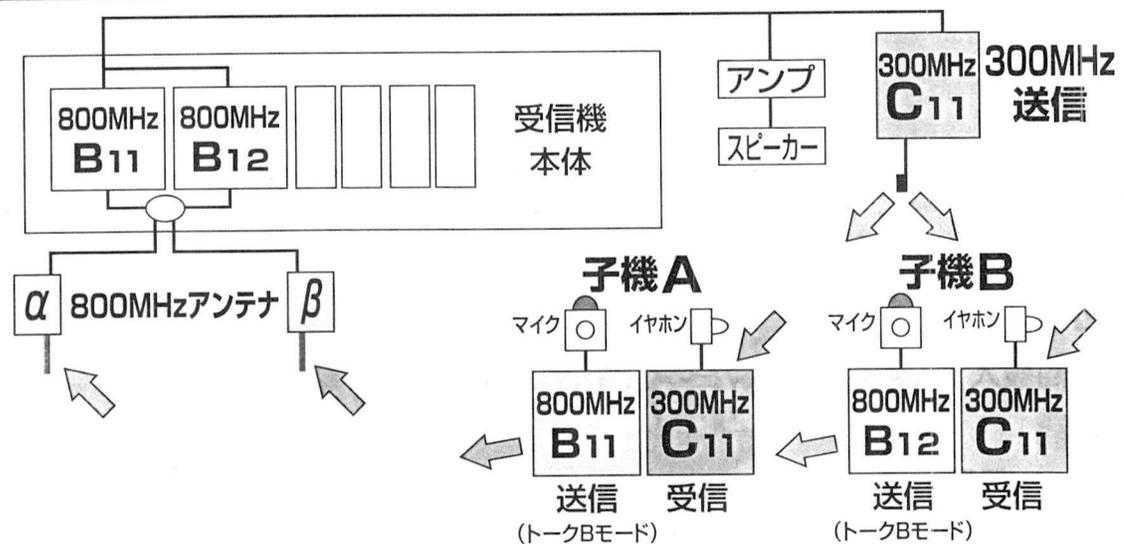 800MHz
B11
800MHz
B12
受信機
本体
アンプ
スピーカー
300MHz
C11
300MHz
送信
α
800MHzアンテナ
β
子機A
マイク
イヤホン
800MHz
B11
300MHz
C11
送信
受信
(トークBモード)
子機B
マイク
イヤホン
800MHz
B12
300MHz
C11
送信
受信
(トークBモード)